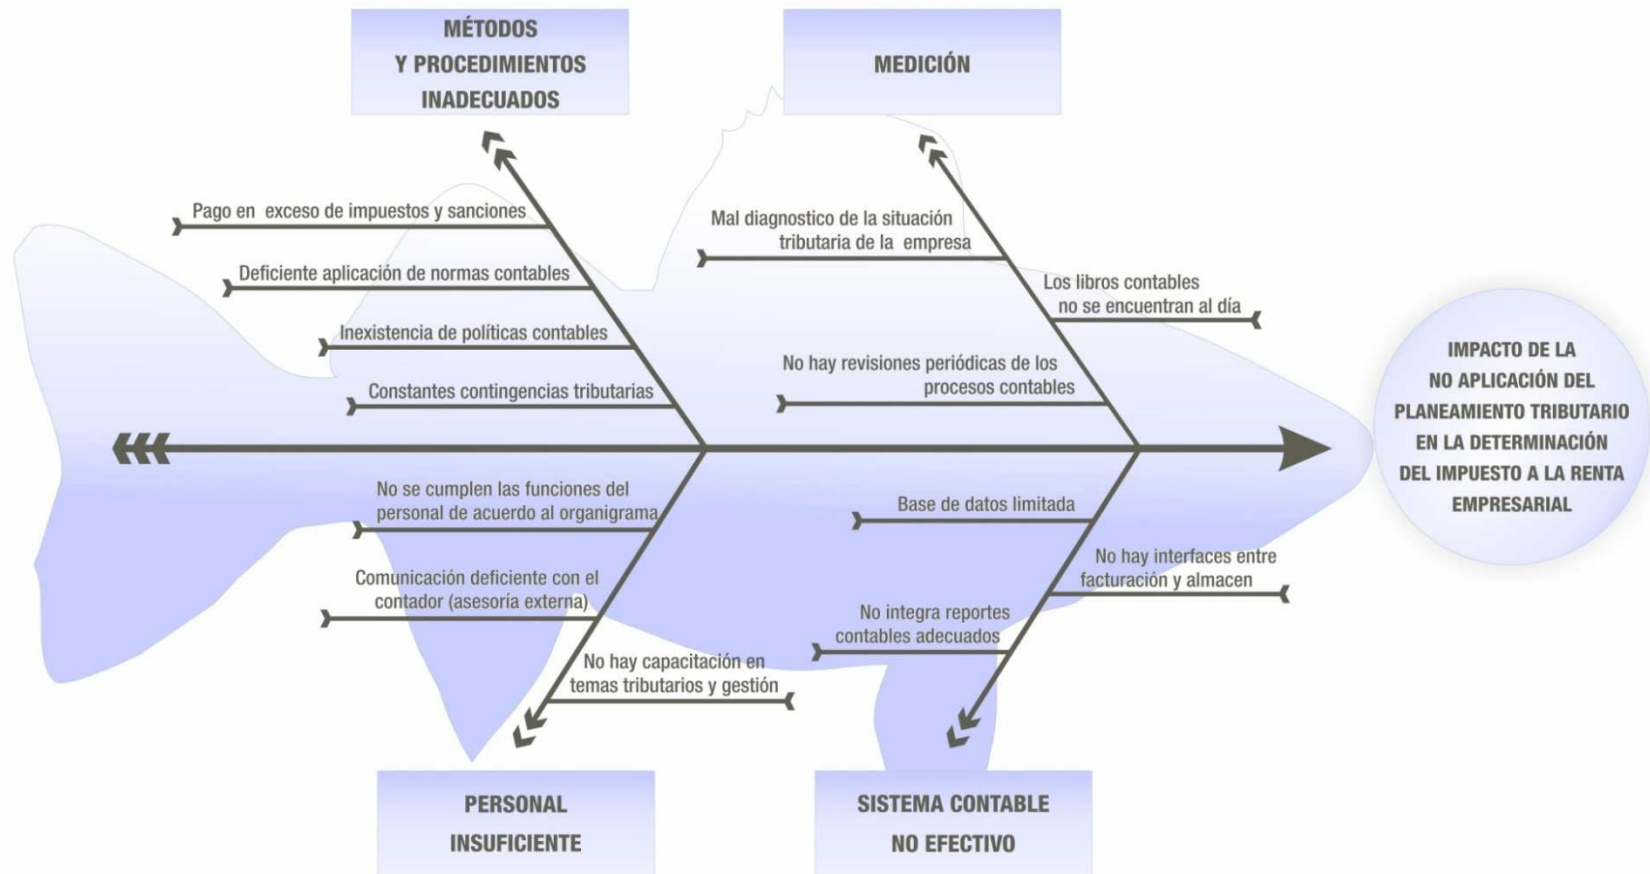 MÉTODOS
Y PROCEDIMIENTOS
INADECUADOS
MEDICIÓN
Pago en exceso de impuestos y sanciones
Deficiente aplicación de normas contables
Inexistencia de políticas contables
Constantes contingencias tributarias
Mal diagnostico de la situación
tributaria de la empresa
Los libros contables
no se encuentran al día
No hay revisiones periódicas de los
procesos contables
IMPACTO DE LA
NO APLICACIÓN DEL
PLANEAMIENTO TRIBUTARIO
EN LA DETERMINACIÓN
DEL IMPUESTO A LA RENTA
EMPRESARIAL
No se cumplen las funciones del
personal de acuerdo al organigrama
Comunicación deficiente con el
contador (asesoría externa)
No hay capacitación en
temas tributarios y gestión
Base de datos limitada
No hay interfaces entre
facturación y almacen
No integra reportes
contables adecuados
PERSONAL
INSUFICIENTE
SISTEMA CONTABLE
NO EFECTIVO